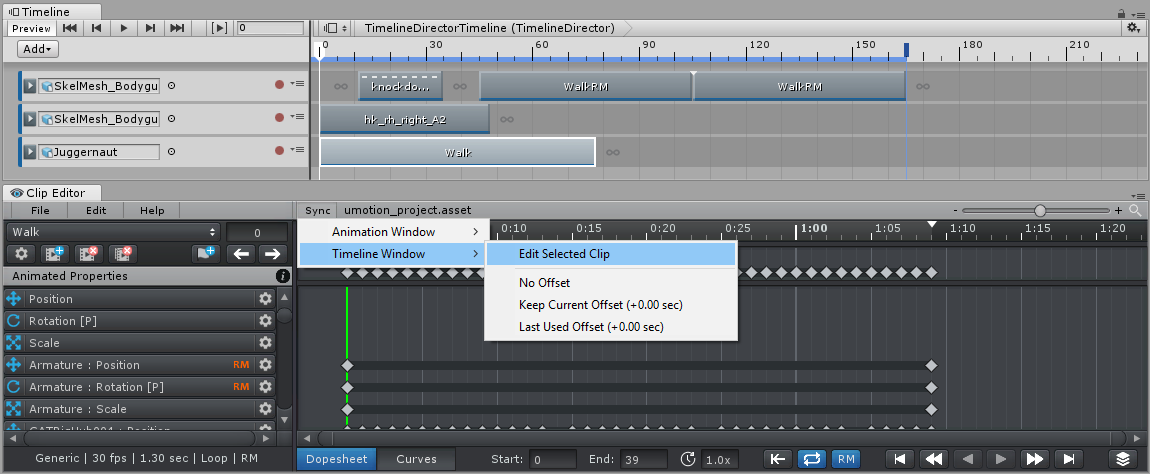 Timeline
Preview [▶] 0 TimelineDirectorTimeline (TimelineDirector)
Add
0 30 60 90 120 150 180 210
SkelMesh_Bodygu knockdo... WalkRM WalkRM
SkelMesh_Bodygu hk_rh_right_A2
Juggernaut Walk
Clip Editor
File Edit Help Sync umotion_project.asset - +
Walk 0 Animation Window 0:10 0:15 0:20 0:25 1:00 1:05 1:10 1:15 1:20
Timeline Window Edit Selected Clip
Animated Properties
No Offset
Position
Keep Current Offset (+0.00 sec)
Rotation [P]
Last Used Offset (+0.00 sec)
Scale
Armature : Position RM
Armature : Rotation [P] RM
Armature : Scale
Generic | 30 fps | 1.30 sec | Loop | RM Dopesheet Curves Start: 0 End: 39 1.0x RM